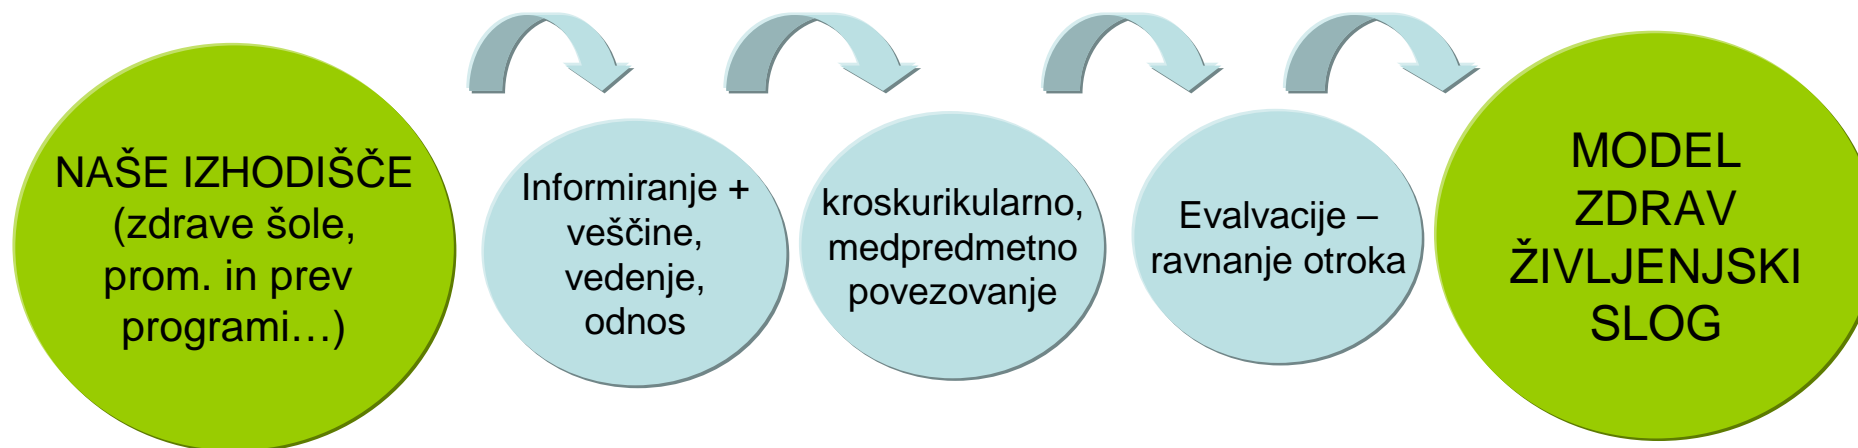 NAŠE IZHODIŠČE
(zdrave šole,
prom. in prev
programi…)
Informiranje +
veščine,
vedenje,
odnos
kroskurikularno,
medpredmetno
povezovanje
Evalvacije –
ravnanje otroka
MODEL
ZDRAV
ŽIVLJENJSKI
SLOG